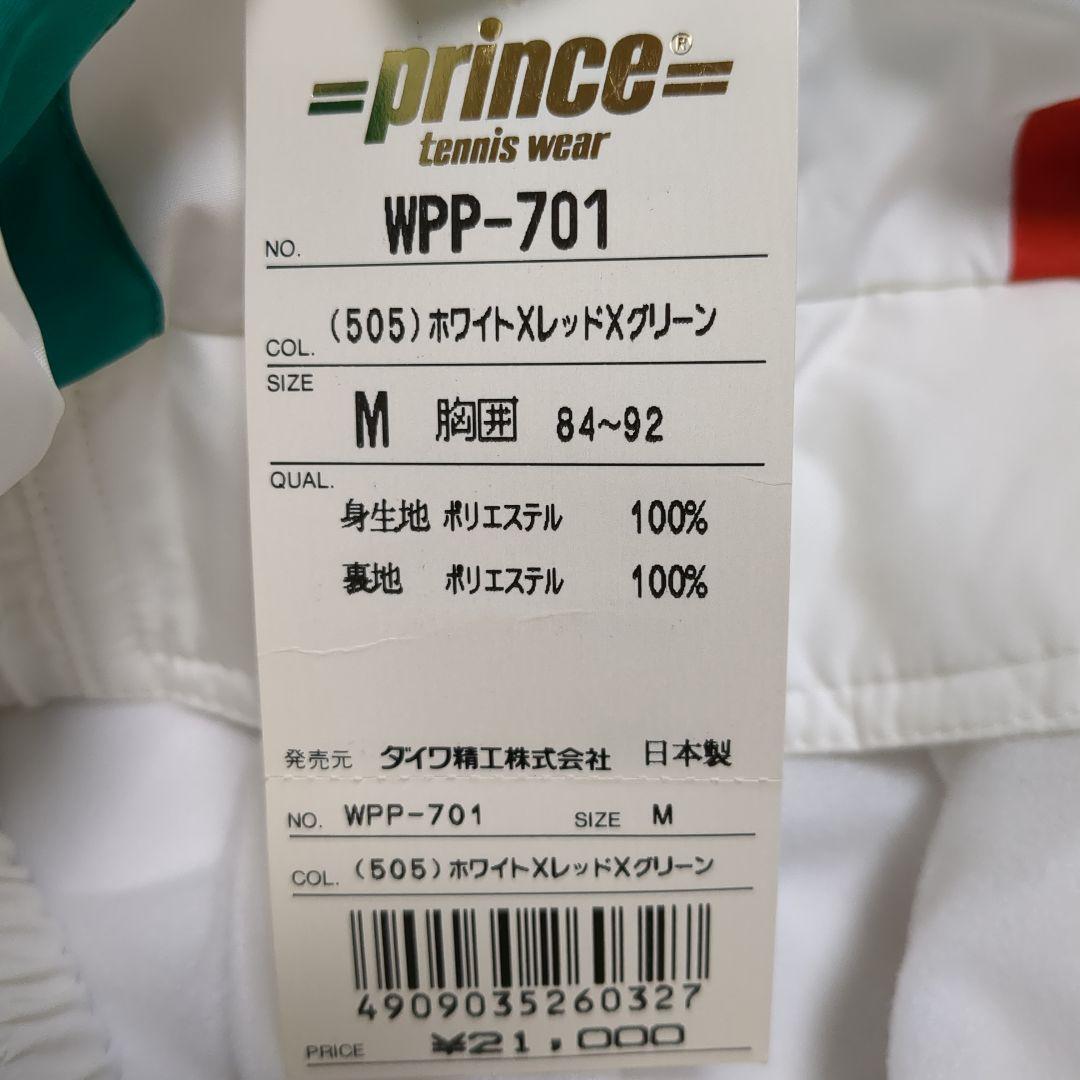 =prince®=
tennis wear
NO. WPP-701
COL. (505)ホワイトXレッドXグリーン
SIZE M 胸囲 84~92
QUAL.
身生地 ポリエステル 100%
裏地 ポリエステル 100%
発売元 ダイワ精工株式会社 日本製
NO. WPP-701 SIZE M
COL. (505)ホワイトXレッドXグリーン
4909035260327
PRICE ¥21,000